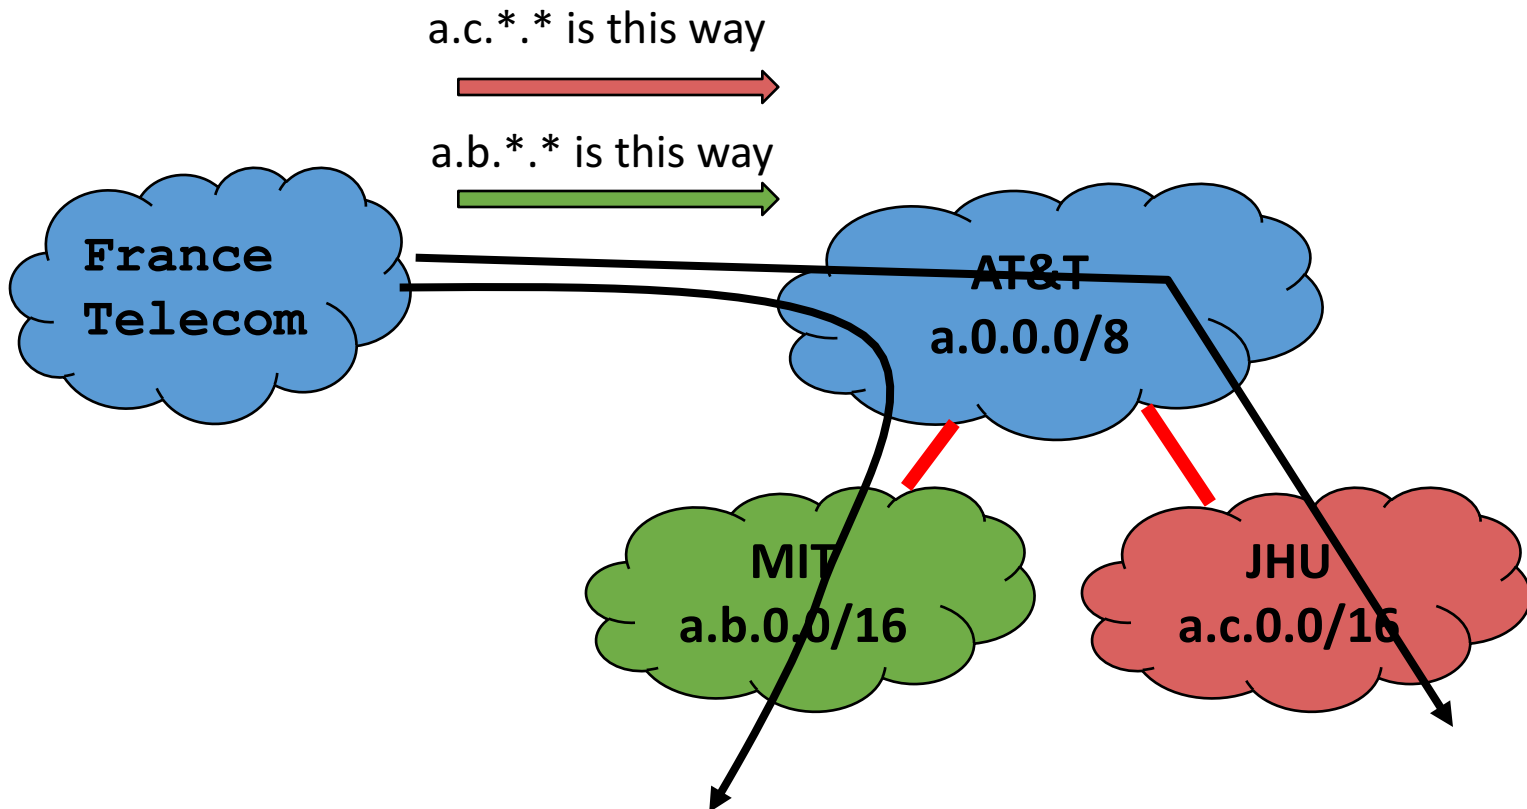 a.c.*.* is this way
a.b.*.* is this way
France
Telecom
AT&T
a.0.0.0/8
MIT
a.b.0.0/16
JHU
a.c.0.0/16